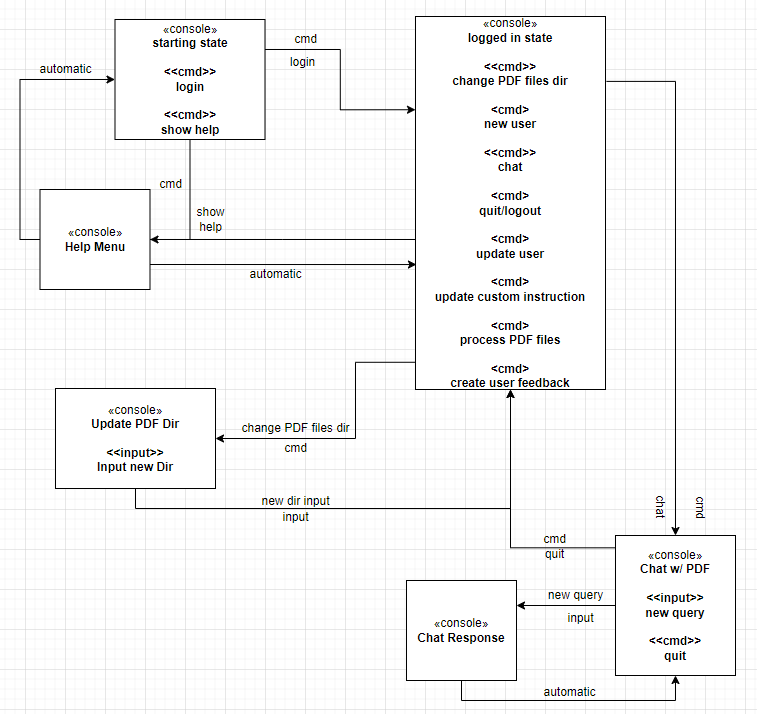 «console»
starting state
<<cmd>>
login
<<cmd>>
show help
cmd
login
automatic
«console»
logged in state
<<cmd>>
change PDF files dir
<cmd>
new user
<<cmd>>
chat
<cmd>
quit/logout
<cmd>
update user
<cmd>
update custom instruction
<cmd>
process PDF files
<cmd>
create user feedback
cmd
show
help
«console»
Help Menu
automatic
«console»
Update PDF Dir
<<input>>
Input new Dir
change PDF files dir
cmd
new dir input
input
chat
cmd
cmd
quit
«console»
Chat w/ PDF
<<input>>
new query
<<cmd>>
quit
new query
input
«console»
Chat Response
automatic